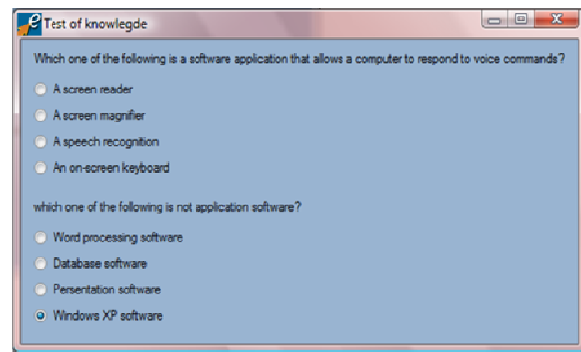 Test of knowlegde
Which one of the following is a software application that allows a computer to respond to voice commands?
A screen reader
A screen magnifier
A speech recognition
An on-screen keyboard
which one of the following is not application software?
Word processing software
Database software
Persentation software
Windows XP software